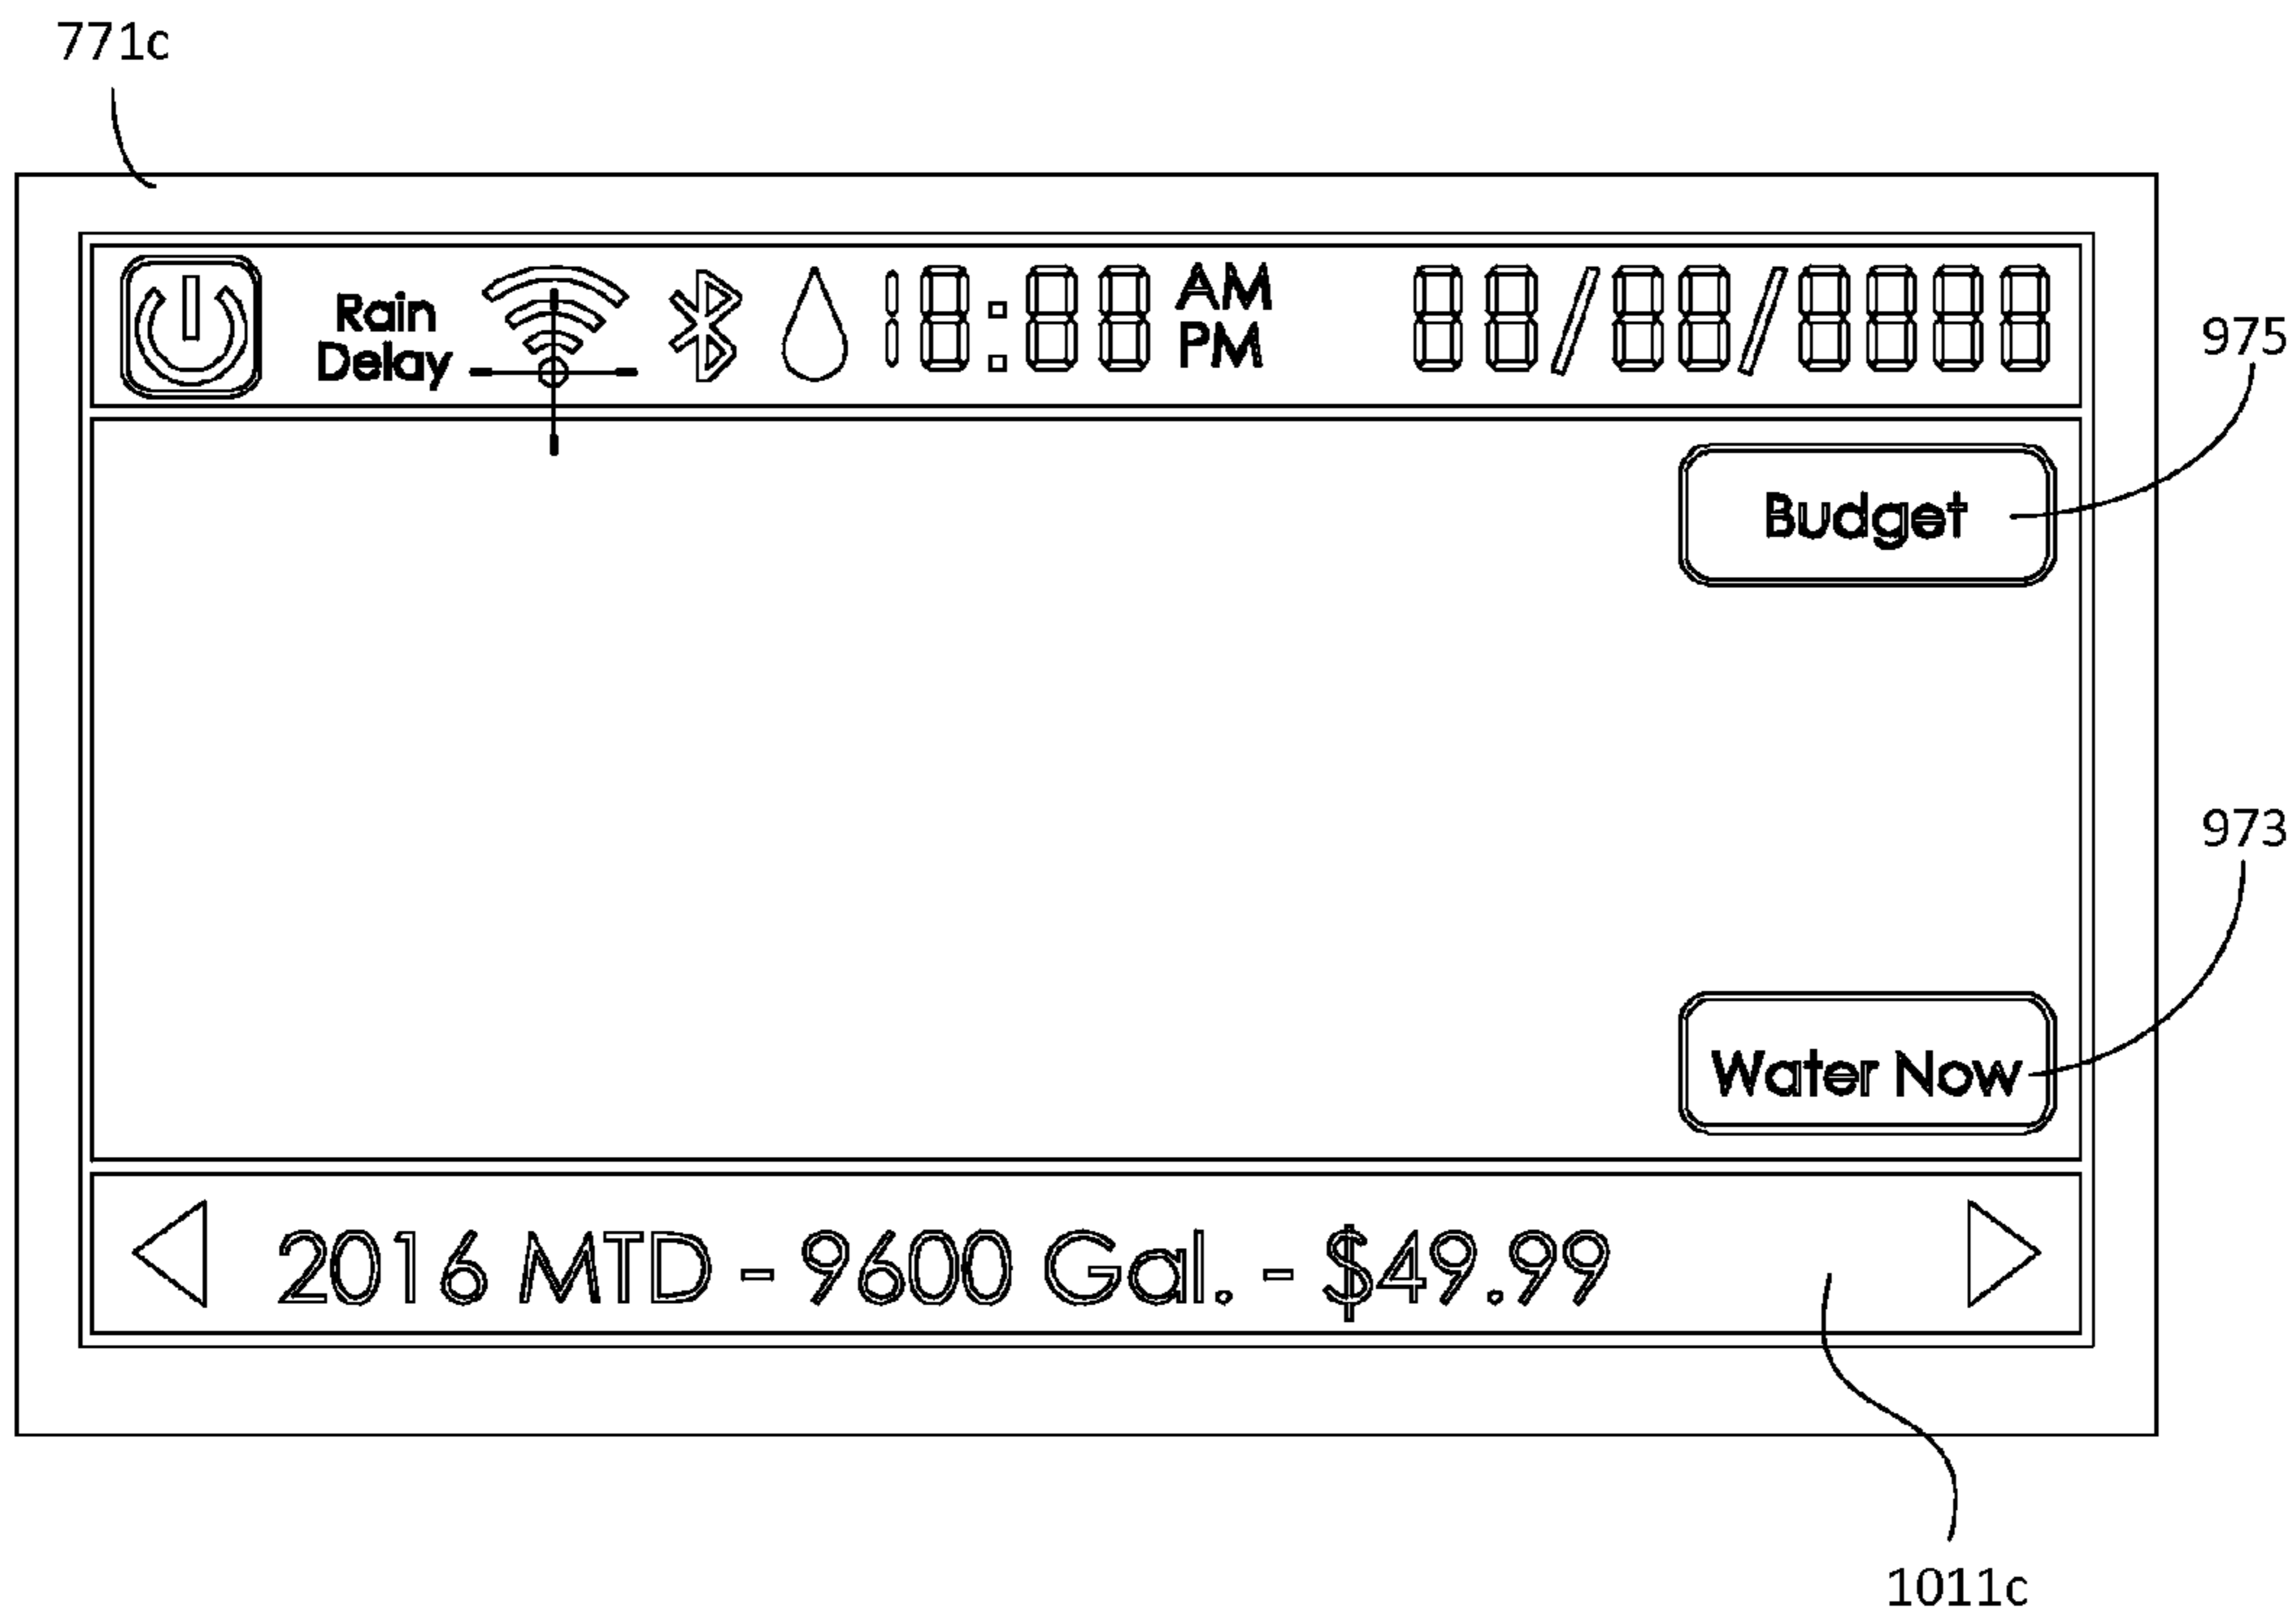 771c
Rain
Delay
18:88 AM
PM
88/88/8888
975
Budget
973
Water Now
2016 MTD - 9600 Gal. - $49.99
1011c